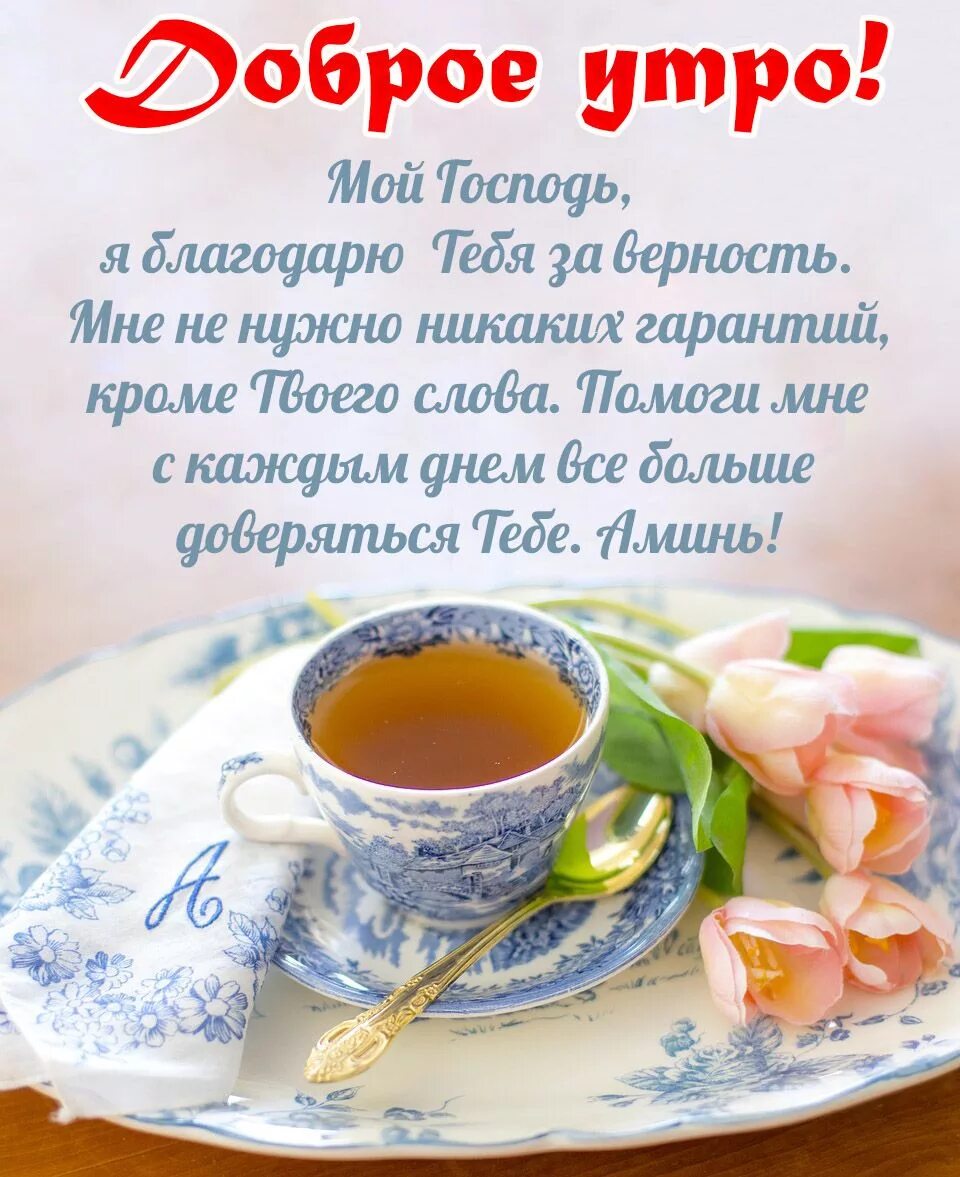 Доброе утро!
Мой Господь,
я благодарю Тебя за верность.
Мне не нужно никаких гарантий,
кроме Твоего слова. Помоги мне
с каждым днем все больше
доверяться Тебе. Аминь!
A